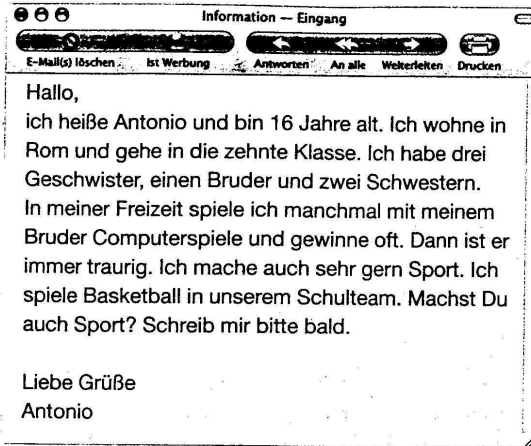 Information — Eingang
E-Mail(s) löschen Ist Werbung Antworten An alle Weiterleiten Drucken
Hallo,
ich heiße Antonio und bin 16 Jahre alt. Ich wohne in
Rom und gehe in die zehnte Klasse. Ich habe drei
Geschwister, einen Bruder und zwei Schwestern.
In meiner Freizeit spiele ich manchmal mit meinem
Bruder Computerspiele und gewinne oft. Dann ist er
immer traurig. Ich mache auch sehr gern Sport. Ich
spiele Basketball in unserem Schulteam. Machst Du
auch Sport? Schreib mir bitte bald.
Liebe Grüße
Antonio